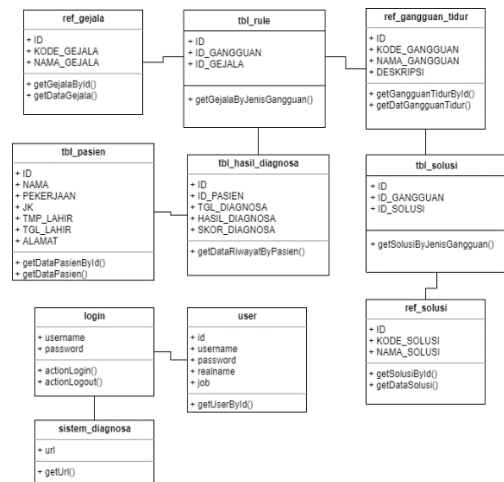 ref_gejala
+ ID
+ KODE_GEJALA
+ NAMA_GEJALA
+ getGejalaById()
+ getDataGejala()
tbl_rule
+ ID
+ ID_GANGGUAN
+ ID_GEJALA
+ getGejalaByJenisGangguan()
ref_gangguan_tidur
+ ID
+ KODE_GANGGUAN
+ NAMA_GANGGUAN
+ DESKRIPSI
+ getGangguanTidurById()
+ getDatGangguanTidur()
tbl_pasien
+ ID
+ NAMA
+ PEKERJAAN
+ JK
+ TMP_LAHIR
+ TGL_LAHIR
+ ALAMAT
+ getDataPasienById()
+ getDataPasien()
tbl_hasil_diagnosa
+ ID
+ ID_PASIEN
+ TGL_DIAGNOSA
+ HASIL_DIAGNOSA
+ SKOR_DIAGNOSA
+ getDataRiwayatByPasien()
tbl_solusi
+ ID
+ ID_GANGGUAN
+ ID_SOLUSI
+ getSolusiByJenisGangguan()
login
+ username
+ password
+ actionLogin()
+ actionLogout()
user
+ id
+ username
+ password
+ realname
+ job
+ getUserById()
ref_solusi
+ ID
+ KODE_SOLUSI
+ NAMA_SOLUSI
+ getSolusiById()
+ getDataSolusi()
sistem_diagnosa
+ url
+ getUrl()